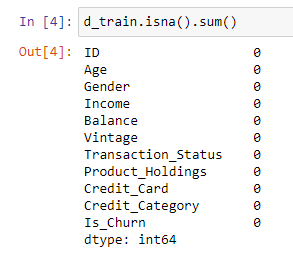 In [4]: d_train.isna().sum()
Out[4]: ID 0
Age 0
Gender 0
Income 0
Balance 0
Vintage 0
Transaction_Status 0
Product_Holdings 0
Credit_Card 0
Credit_Category 0
Is_Churn 0
dtype: int64